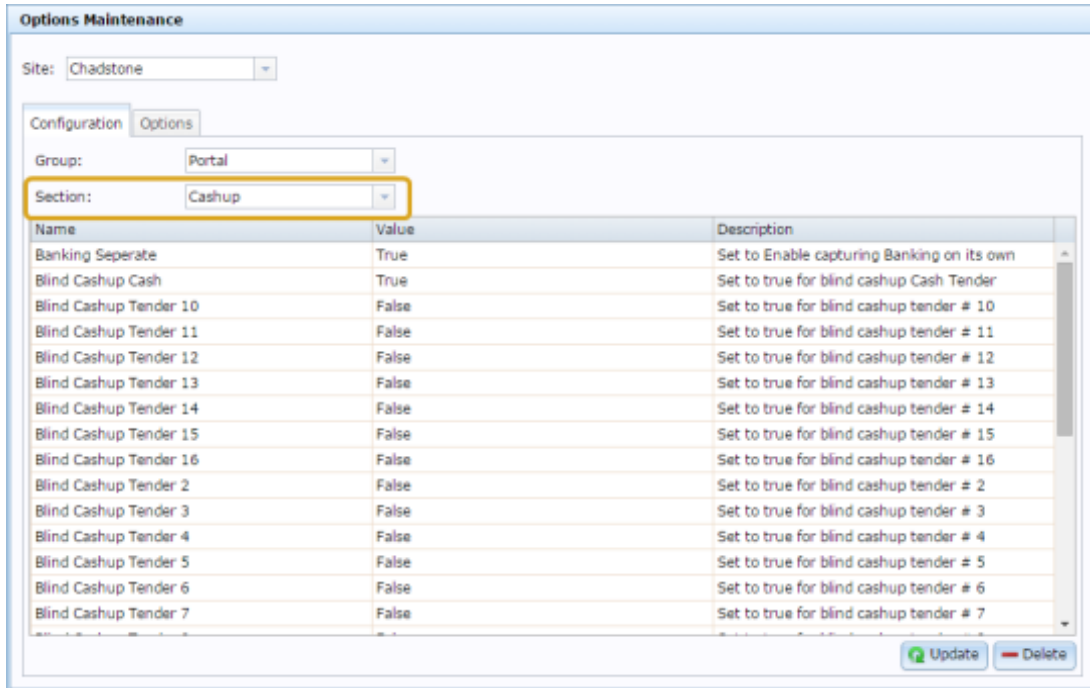 Options Maintenance
Site: Chadstone
Configuration Options
Group: Portal
Section: Cashup
Name Value Description
Banking Seperate True Set to Enable capturing Banking on its own
Blind Cashup Cash True Set to true for blind cashup Cash Tender
Blind Cashup Tender 10 False Set to true for blind cashup tender # 10
Blind Cashup Tender 11 False Set to true for blind cashup tender # 11
Blind Cashup Tender 12 False Set to true for blind cashup tender # 12
Blind Cashup Tender 13 False Set to true for blind cashup tender # 13
Blind Cashup Tender 14 False Set to true for blind cashup tender # 14
Blind Cashup Tender 15 False Set to true for blind cashup tender # 15
Blind Cashup Tender 16 False Set to true for blind cashup tender # 16
Blind Cashup Tender 2 False Set to true for blind cashup tender # 2
Blind Cashup Tender 3 False Set to true for blind cashup tender # 3
Blind Cashup Tender 4 False Set to true for blind cashup tender # 4
Blind Cashup Tender 5 False Set to true for blind cashup tender # 5
Blind Cashup Tender 6 False Set to true for blind cashup tender # 6
Blind Cashup Tender 7 False Set to true for blind cashup tender # 7
Update Delete